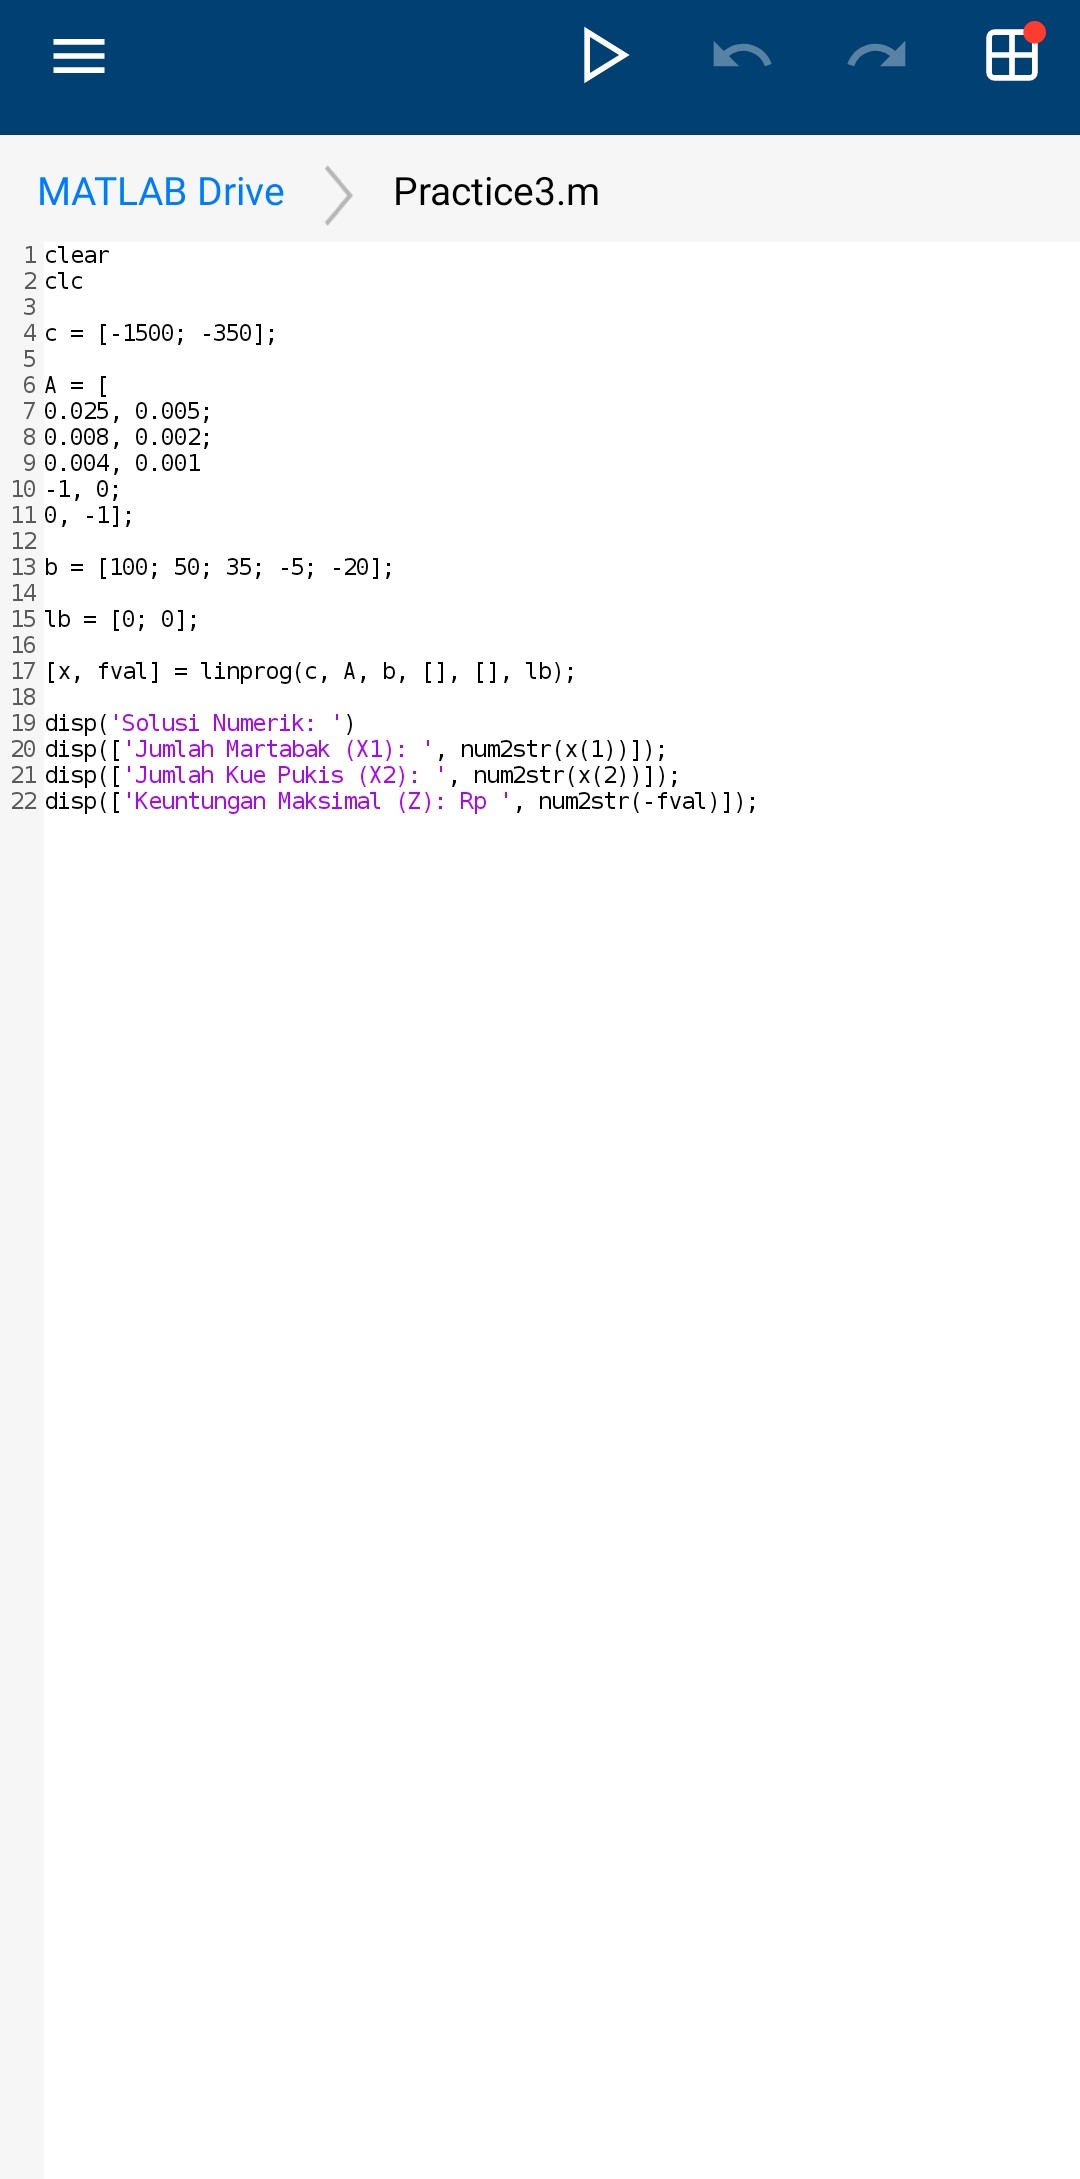 MATLAB Drive Practice3.m
1 clear
2 clc
3
4 c = [-1500; -350];
5
6 A = [
7 0.025, 0.005;
8 0.008, 0.002;
9 0.004, 0.001
10 -1, 0;
11 0, -1];
12
13 b = [100; 50; 35; -5; -20];
14
15 lb = [0; 0];
16
17 [x, fval] = linprog(c, A, b, [], [], lb);
18
19 disp('Solusi Numerik: ')
20 disp(['Jumlah Martabak (X1): ', num2str(x(1))]);
21 disp(['Jumlah Kue Pukis (X2): ', num2str(x(2))]);
22 disp(['Keuntungan Maksimal (Z): Rp ', num2str(-fval)]);